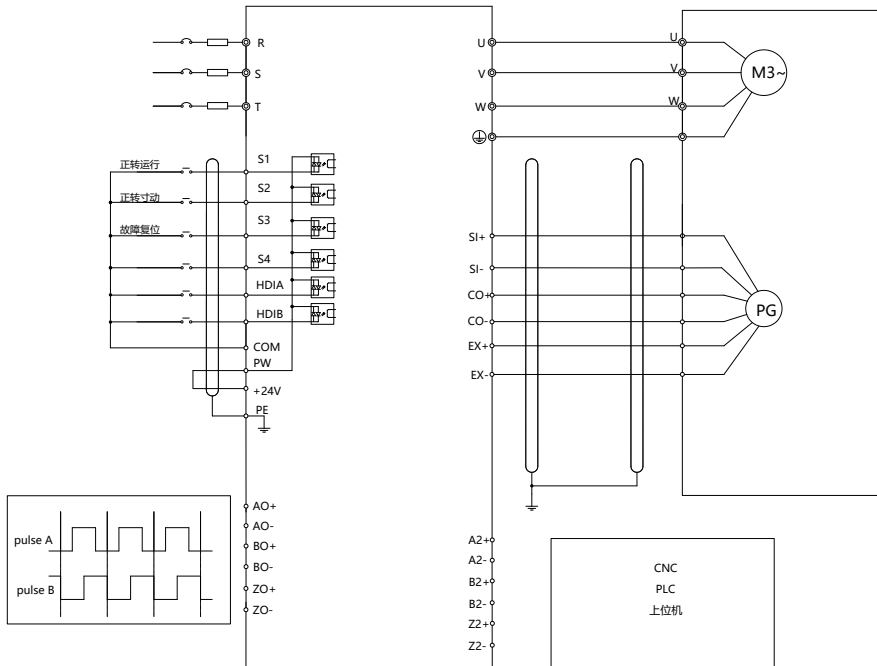 R
S
T
U
V
W
U
V
W
M3~
正转运行
S1
正转寸动
S2
故障复位
S3
S4
HDIA
HDIB
COM
PW
+24V
PE
SI+
SI-
CO+
CO-
EX+
EX-
PG
AO+
AO-
BO+
BO-
ZO+
ZO-
pulse A
pulse B
A2+
A2-
B2+
B2-
Z2+
Z2-
CNC
PLC
上位机